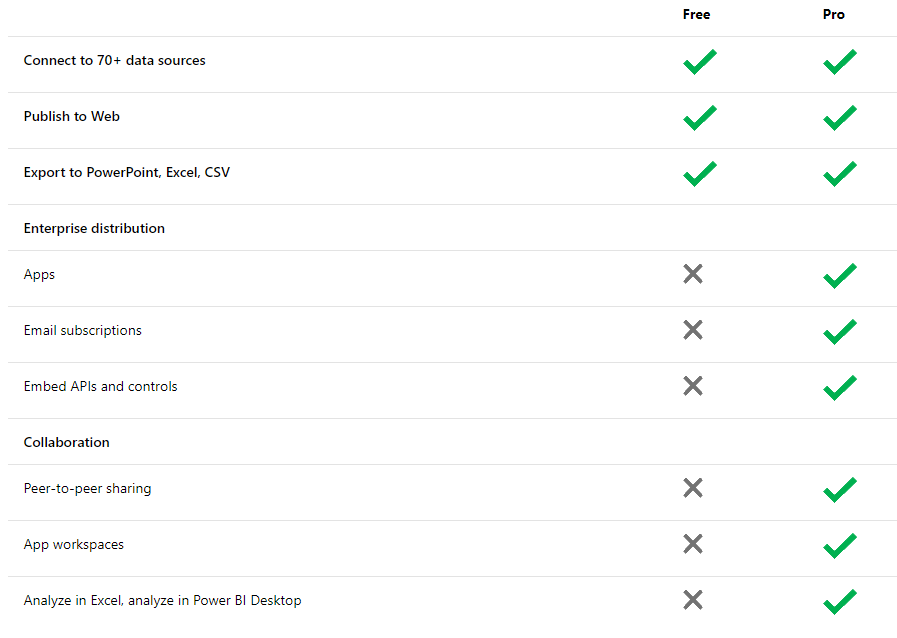 Free Pro
Connect to 70+ data sources
Publish to Web
Export to PowerPoint, Excel, CSV
Enterprise distribution
Apps
Email subscriptions
Embed APIs and controls
Collaboration
Peer-to-peer sharing
App workspaces
Analyze in Excel, analyze in Power BI Desktop